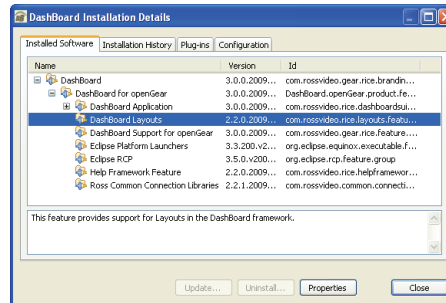 DashBoard Installation Details
Installed Software Installation History Plug-ins Configuration
Name Version Id
DashBoard 3.0.0.2009... com.rossvideo.gear.rice.brandin...
DashBoard for openGear 3.0.0.2009... DashBoard.openGear.product.fe...
DashBoard Application 3.0.0.2009... com.rossvideo.rice.dashboardsui...
DashBoard Layouts 2.2.0.2009... com.rossvideo.rice.layouts.featu...
DashBoard Support for openGear 3.0.0.2009... com.rossvideo.gear.rice.feature....
Eclipse Platform Launchers 3.3.200.v2... org.eclipse.equinox.executable.f...
Eclipse RCP 3.5.0.v200... org.eclipse.rcp.feature.group
Help Framework Feature 2.2.0.2009... com.rossvideo.rice.helpframewor...
Ross Common Connection Libraries 2.2.1.2009... com.rossvideo.common.connecti...
This feature provides support for Layouts in the DashBoard framework.
Update... Uninstall... Properties Close